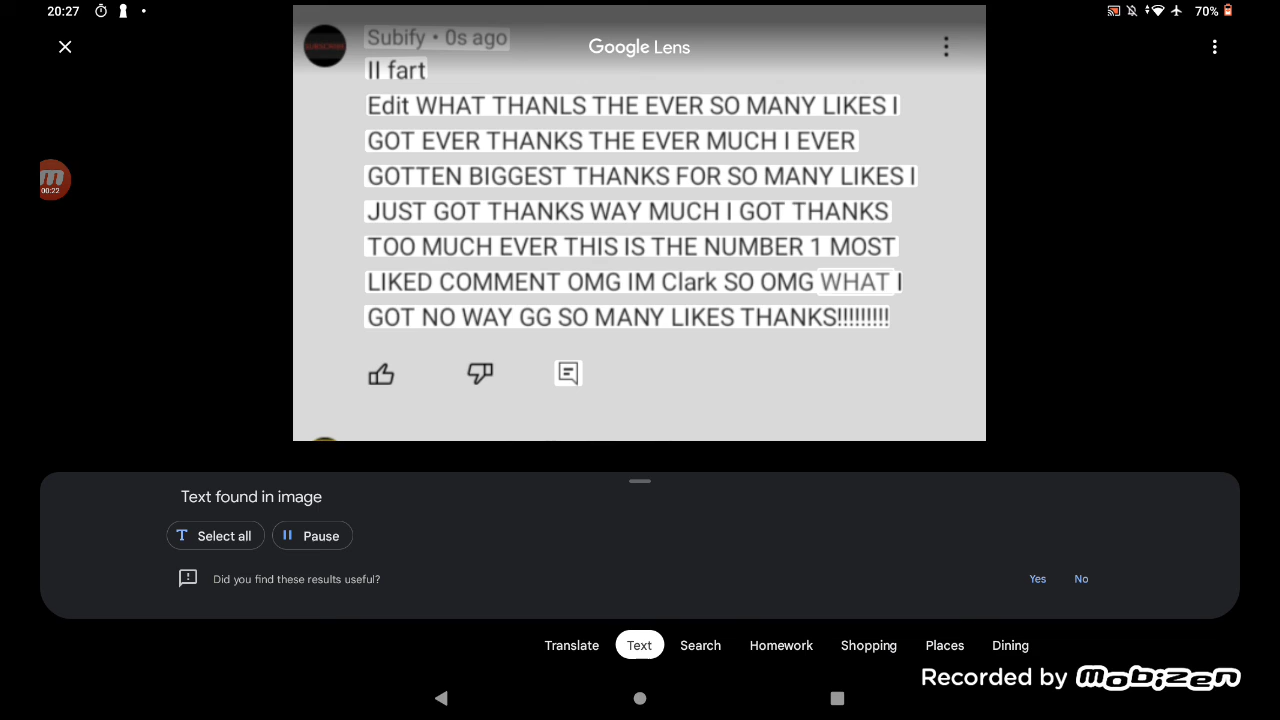 20:27
70%
Google Lens
SUBSCRIBE
Subify • 0s ago
II fart
Edit WHAT THANLS THE EVER SO MANY LIKES I
GOT EVER THANKS THE EVER MUCH I EVER
GOTTEN BIGGEST THANKS FOR SO MANY LIKES I
JUST GOT THANKS WAY MUCH I GOT THANKS
TOO MUCH EVER THIS IS THE NUMBER 1 MOST
LIKED COMMENT OMG IM Clark SO OMG WHAT I
GOT NO WAY GG SO MANY LIKES THANKS!!!!!!!!!
00:22
Text found in image
Select all
Pause
Did you find these results useful?
Yes
No
Translate
Text
Search
Homework
Shopping
Places
Dining
Recorded by mobizen